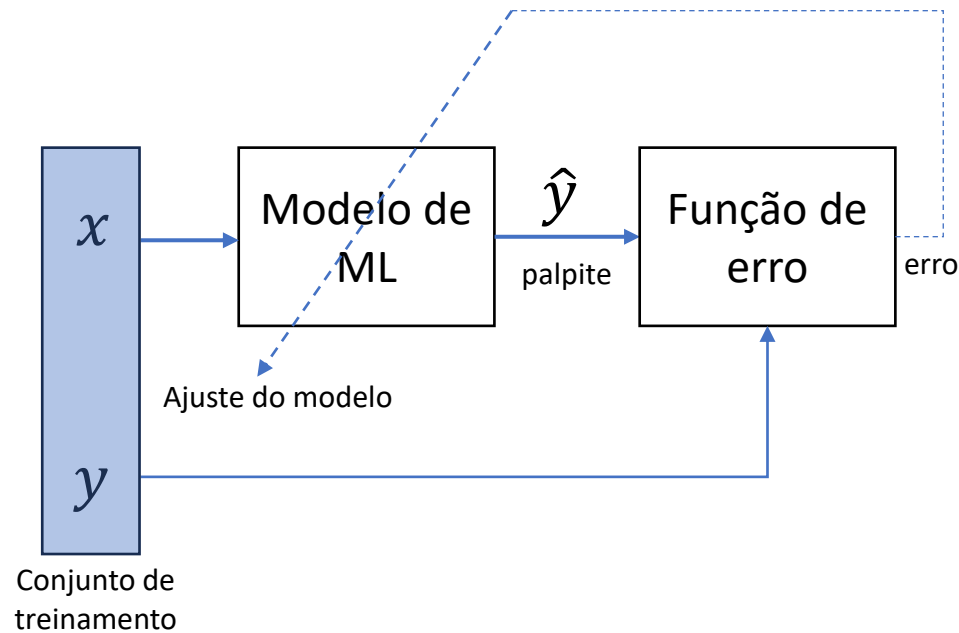 x
Modelo de
ML
ŷ
palpite
Função de
erro
erro
Ajuste do modelo
y
Conjunto de
treinamento